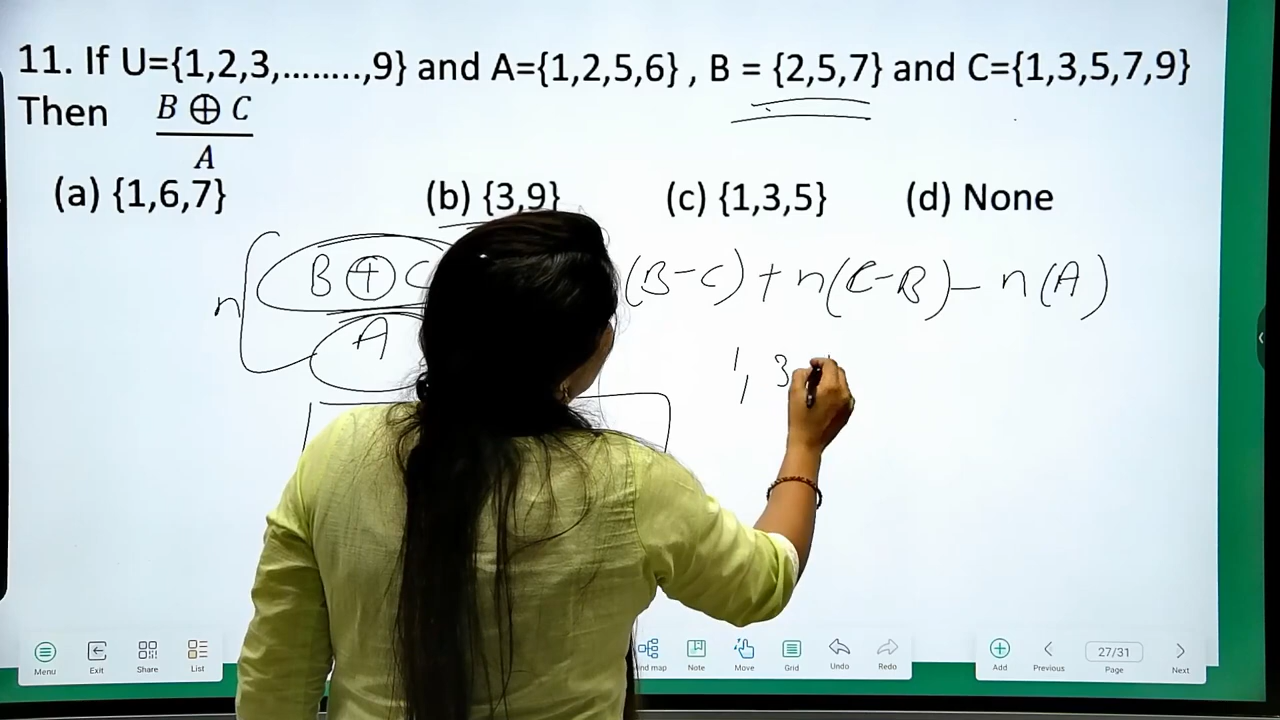 11. If U={1,2,3,........,9} and A={1,2,5,6} , B = {2,5,7} and C={1,3,5,7,9}
Then B ⊕ C
A
(a) {1,6,7} (b) {3,9} (c) {1,3,5} (d) None
n B ⊕ C (B-C) + n(C-B) - n(A)
A
1, 3
Menu Exit Share List Note Move Grid Undo Redo Add Previous 27/31 Page Next